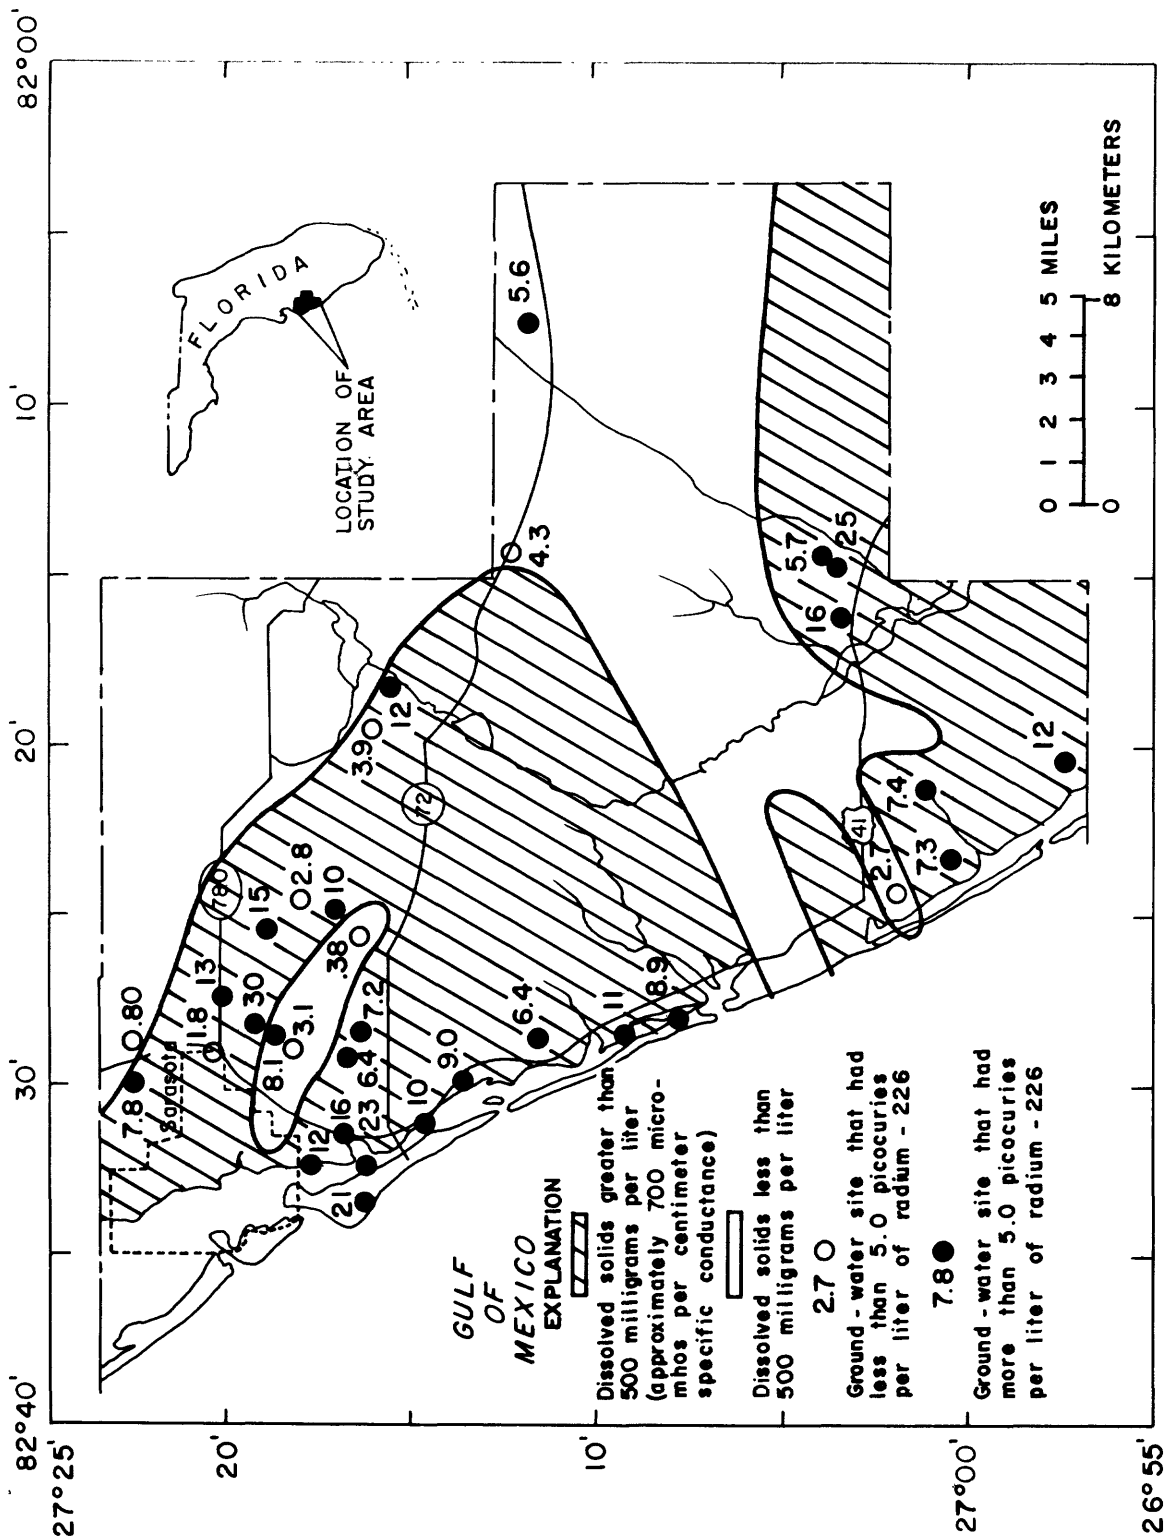 82°40'
30'
20'
10'
82°00'
27°25'
20'
10'
27°00'
26°55'
FLORIDA
LOCATION OF
STUDY AREA
Sarasota
780
72
41
0.80
7.8
11.8
13
15
2.8
10
30
8.1
3.1
.38
7.2
6.4
16
12
23
21
10
9.0
6.4
11
8.9
3.9
12
4.3
5.6
5.7
25
16
2.7
7.4
7.3
12
GULF
OF
MEXICO
EXPLANATION
Dissolved solids greater than
500 milligrams per liter
(approximately 700 micro-
mhos per centimeter
specific conductance)
Dissolved solids less than
500 milligrams per liter
2.7
Ground-water site that had
less than 5.0 picocuries
per liter of radium-226
7.8
Ground-water site that had
more than 5.0 picocuries
per liter of radium-226
0 1 2 3 4 5 MILES
0 8 KILOMETERS